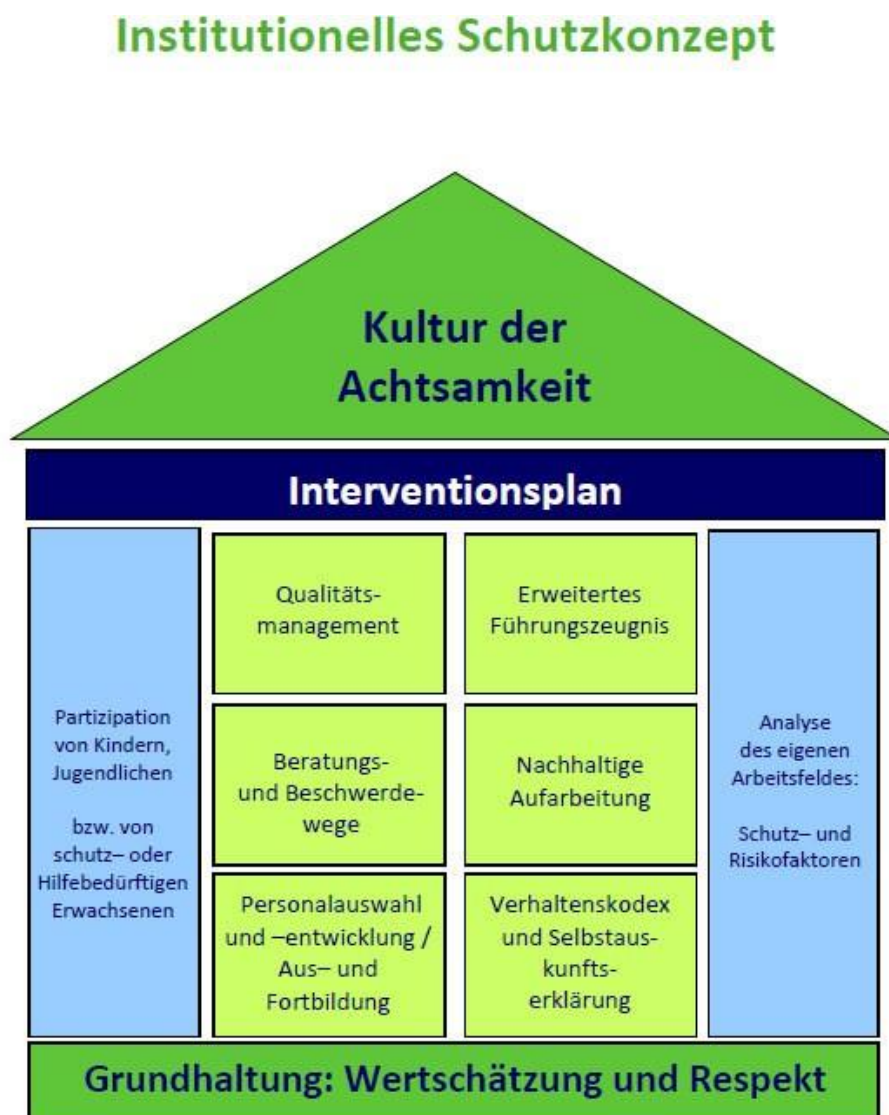 Institutionelles Schutzkonzept
Kultur der
Achtsamkeit
Interventionsplan
Partizipation
von Kindern,
Jugendlichen
bzw. von
schutz– oder
Hilfebedürftigen
Erwachsenen
Qualitäts-
management
Erweitertes
Führungszeugnis
Beratungs-
und Beschwerde-
wege
Nachhaltige
Aufarbeitung
Personalauswahl
und –entwicklung /
Aus– und
Fortbildung
Verhaltenskodex
und Selbstaus-
kunfts-
erklärung
Analyse
des eigenen
Arbeitsfeldes:
Schutz– und
Risikofaktoren
Grundhaltung: Wertschätzung und Respekt